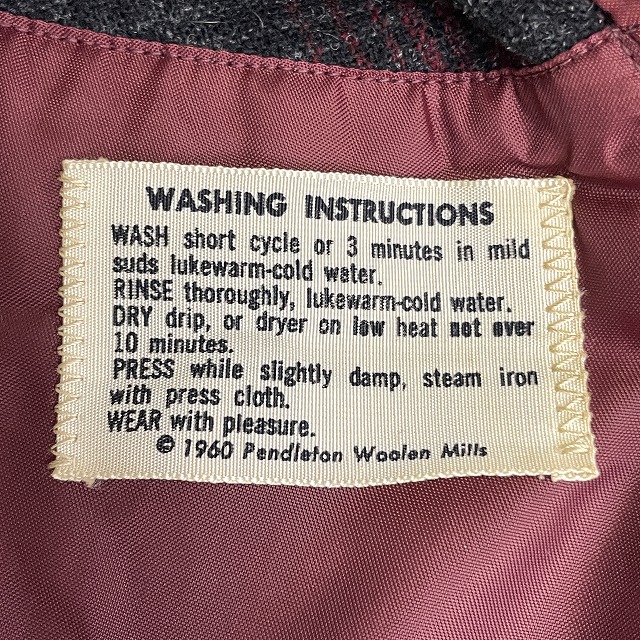 WASHING INSTRUCTIONS
WASH short cycle or 3 minutes in mild
suds lukewarm-cold water.
RINSE thoroughly, lukewarm-cold water.
DRY drip, or dryer on low heat not over
10 minutes.
PRESS while slightly damp, steam iron
with press cloth.
WEAR with pleasure.
© 1960 Pendleton Woolen Mills